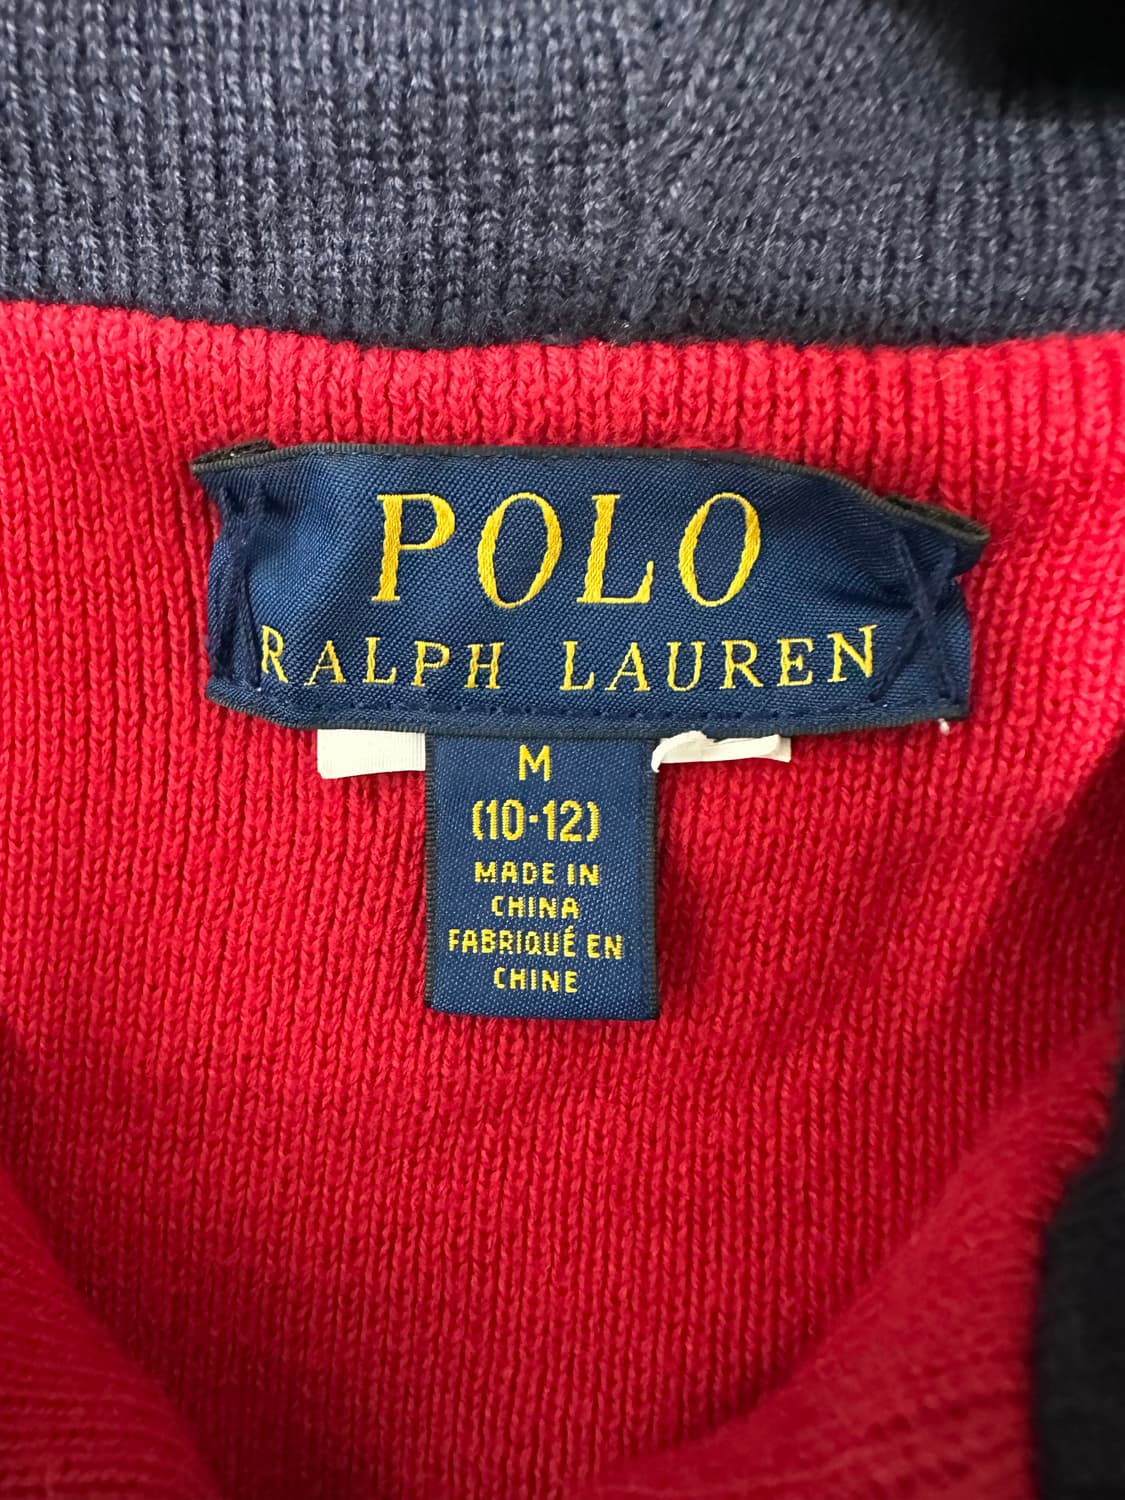 POLO
RALPH LAUREN
M
(10-12)
MADE IN
CHINA
FABRIQUÉ EN
CHINE